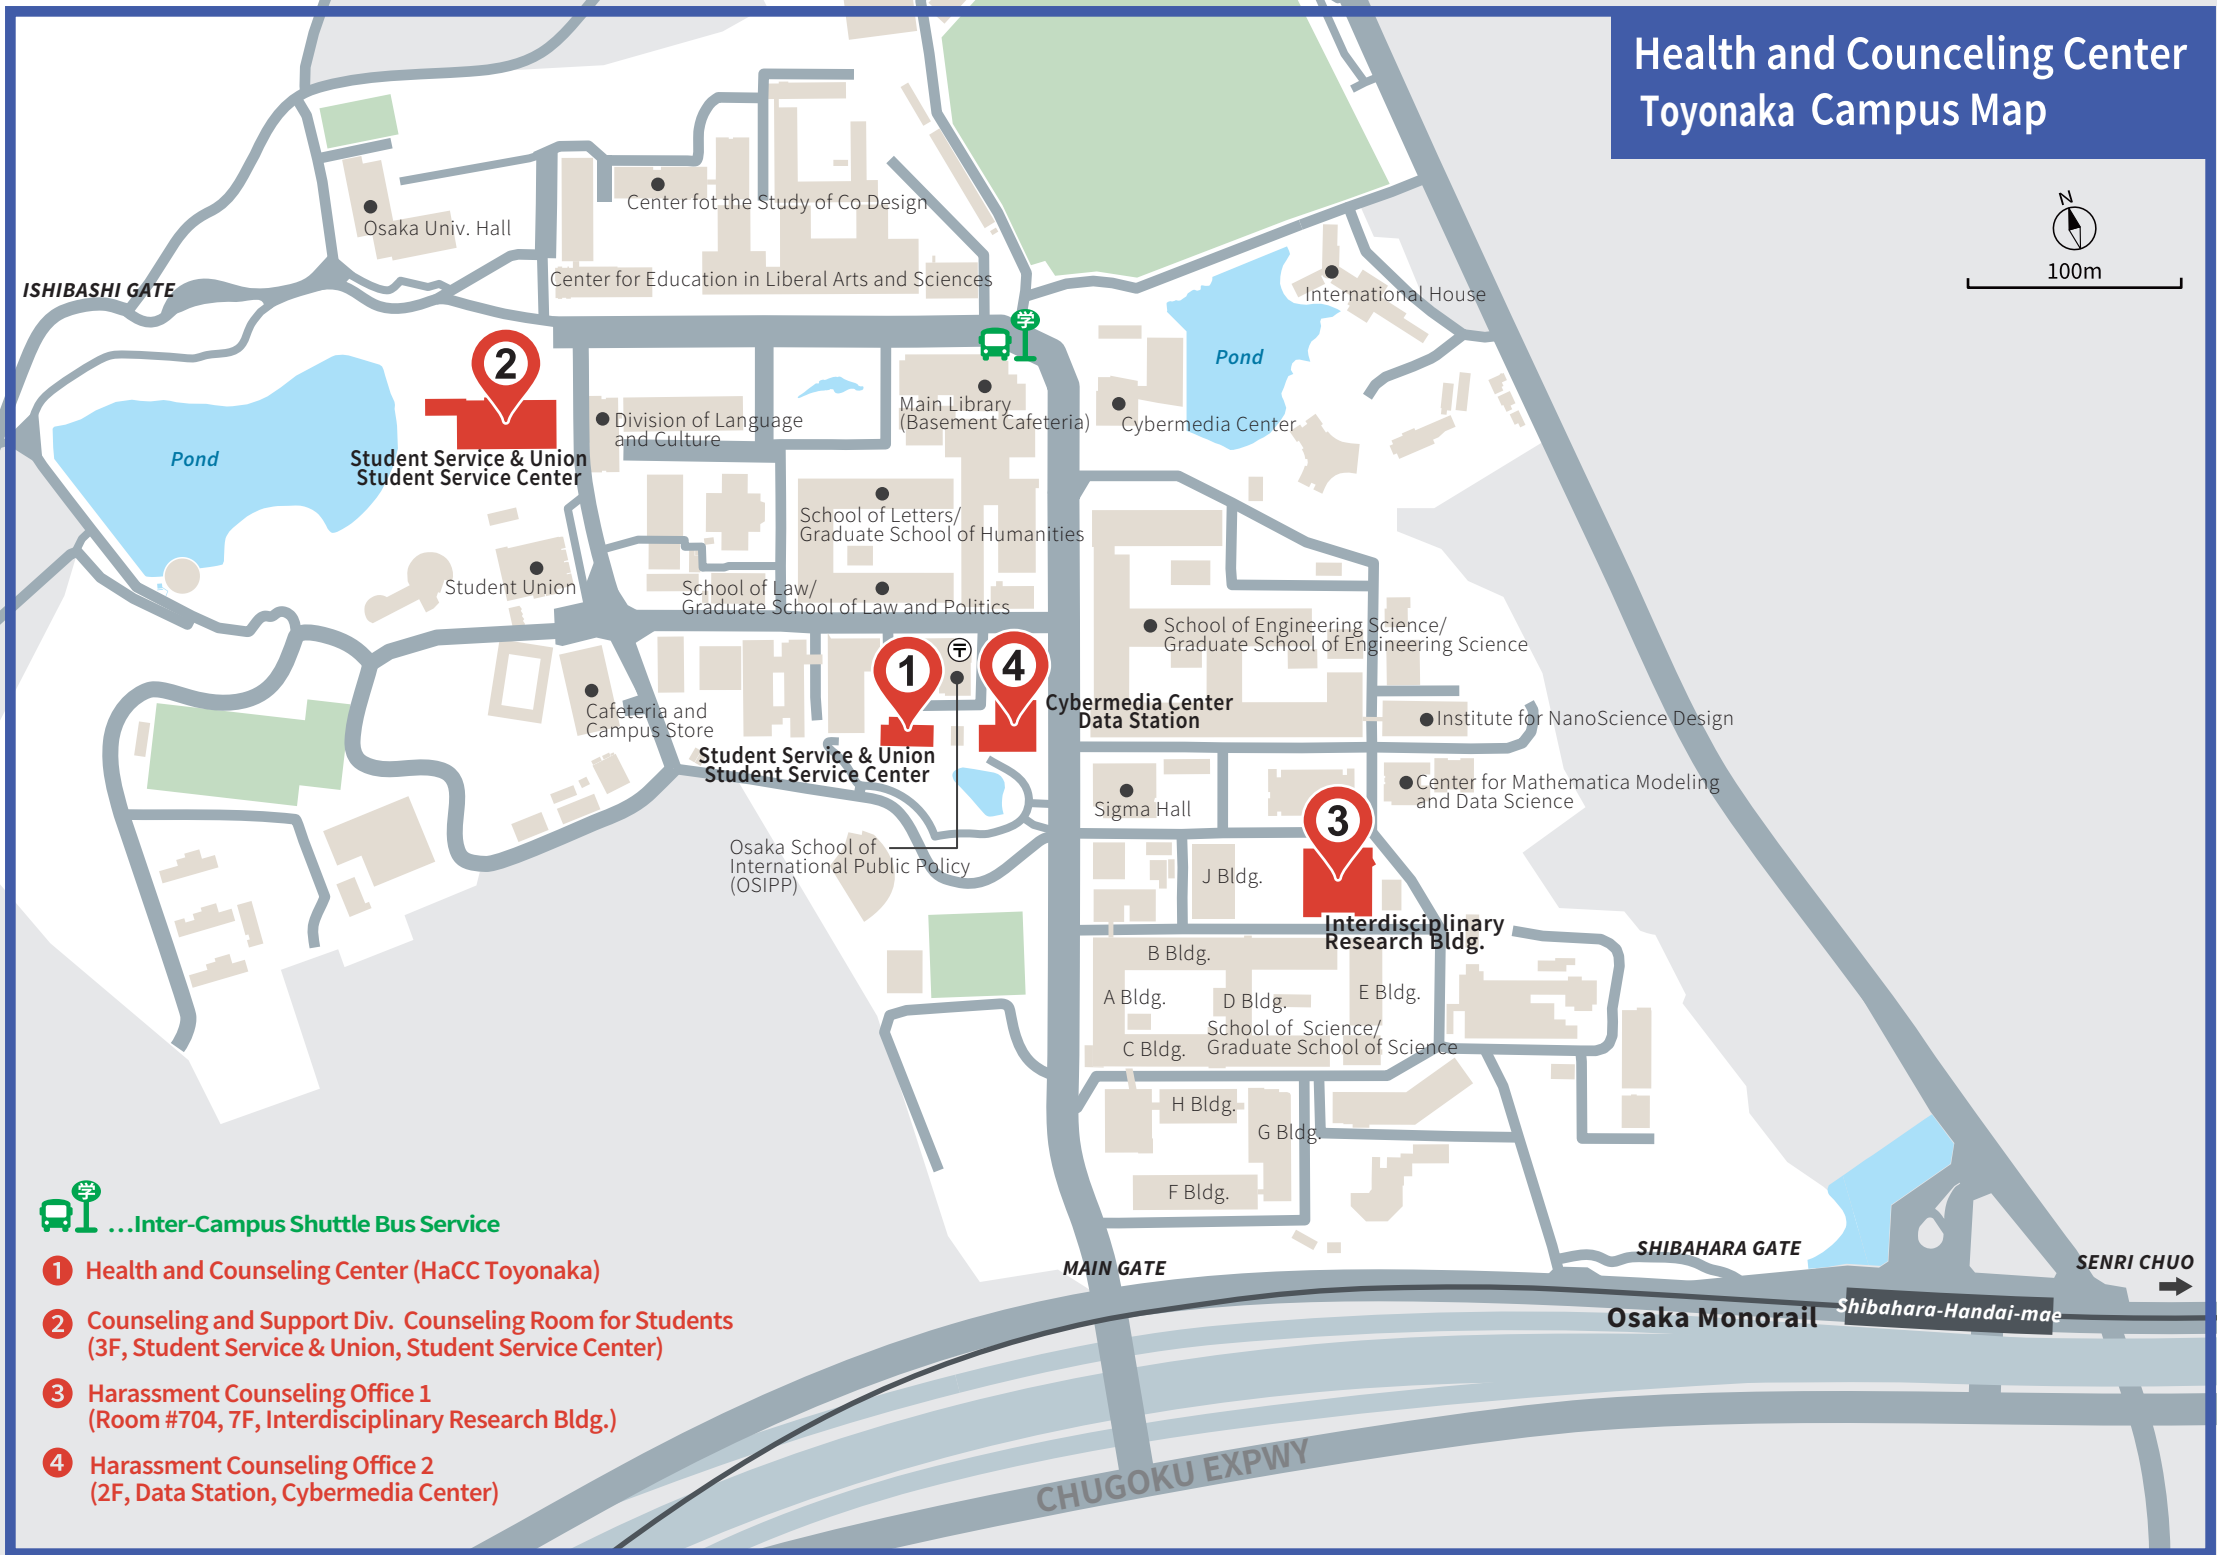 Health and Counceling Center
Toyonaka Campus Map
N
100m
Center fot the Study of Co Design
Osaka Univ. Hall
Center for Education in Liberal Arts and Sciences
ISHIBASHI GATE
International House
学
Pond
2
Main Library
(Basement Cafeteria)
Cybermedia Center
Division of Language
and Culture
Pond
Student Service & Union
Student Service Center
School of Letters/
Graduate School of Humanities
Student Union
School of Law/
Graduate School of Law and Politics
School of Engineering Science/
Graduate School of Engineering Science
〒
1
4
Cafeteria and
Campus Store
Cybermedia Center
Data Station
Institute for NanoScience Design
Student Service & Union
Student Service Center
Center for Mathematica Modeling
and Data Science
Sigma Hall
3
Osaka School of
International Public Policy
(OSIPP)
J Bldg.
Interdisciplinary
Research Bldg.
B Bldg.
A Bldg.
D Bldg.
E Bldg.
School of Science/
Graduate School of Science
C Bldg.
H Bldg.
G Bldg.
F Bldg.
MAIN GATE
SHIBAHARA GATE
SENRI CHUO
Osaka Monorail
Shibahara-Handai-mae
CHUGOKU EXPWY
学
...Inter-Campus Shuttle Bus Service
1 Health and Counseling Center (HaCC Toyonaka)
2 Counseling and Support Div. Counseling Room for Students
(3F, Student Service & Union, Student Service Center)
3 Harassment Counseling Office 1
(Room #704, 7F, Interdisciplinary Research Bldg.)
4 Harassment Counseling Office 2
(2F, Data Station, Cybermedia Center)